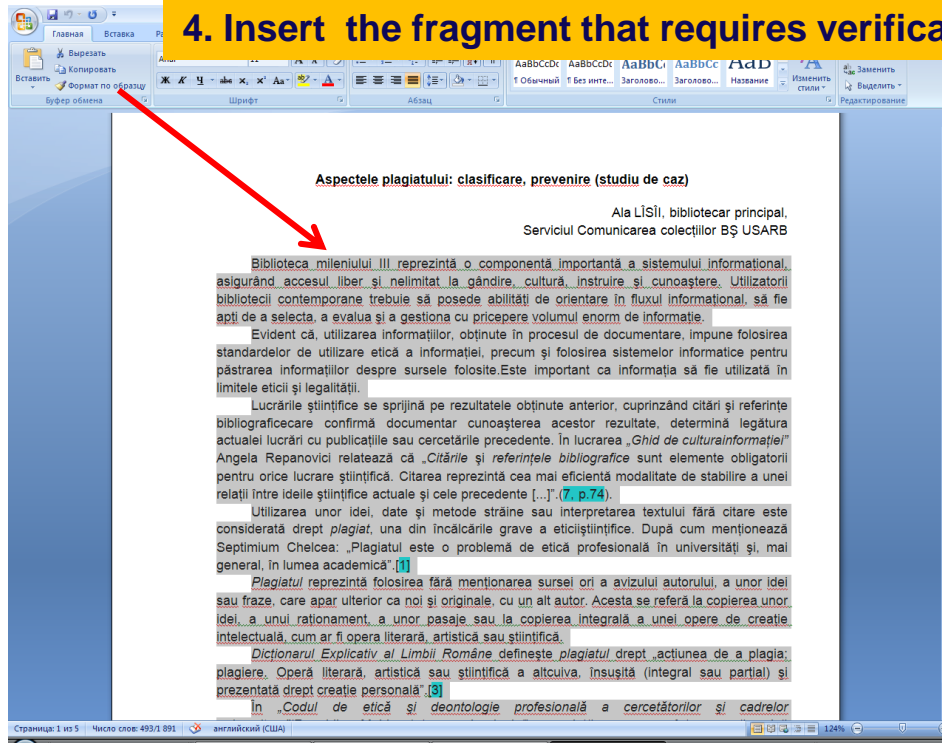 4. Insert the fragment that requires verifica
Главная Вставка
Вырезать
Копировать
Формат по образцу
Вставить
Буфер обмена
Шрифт
Абзац
AaBbCcDc AaBbCcDc AaBbC AaBbCc AaB
¶ Обычный ¶ Без инте... Заголово... Заголово... Название
Изменить стили
Стили
Заменить
Выделить
Редактирование
Aspectele plagiatului: clasificare, prevenire (studiu de caz)
Ala LÎSÎI, bibliotecar principal,
Serviciul Comunicarea colecțiilor BȘ USARB
Biblioteca mileniului III reprezintă o componentă importantă a sistemului informațional,
asigurând accesul liber și nelimitat la gândire, cultură, instruire și cunoaștere. Utilizatorii
bibliotecii contemporane trebuie să posede abilități de orientare în fluxul informațional, să fie
apți de a selecta, a evalua și a gestiona cu pricepere volumul enorm de informație.
Evident că, utilizarea informațiilor, obținute în procesul de documentare, impune folosirea
standardelor de utilizare etică a informației, precum și folosirea sistemelor informatice pentru
păstrarea informațiilor despre sursele folosite.Este important ca informația să fie utilizată în
limitele eticii și legalității.
Lucrările științifice se sprijină pe rezultatele obținute anterior, cuprinzând citări și referințe
bibliograficecare confirmă documentar cunoașterea acestor rezultate, determină legătura
actualei lucrări cu publicațiile sau cercetările precedente. În lucrarea „Ghid de culturainformației”
Angela Repanovici relatează că „Citările și referințele bibliografice sunt elemente obligatorii
pentru orice lucrare științifică. Citarea reprezintă cea mai eficientă modalitate de stabilire a unei
relații între ideile științifice actuale și cele precedente [...]”.(7, p.74).
Utilizarea unor idei, date și metode străine sau interpretarea textului fără citare este
considerată drept plagiat, una din încălcările grave a eticiiștiințifice. După cum menționează
Septimium Chelcea: „Plagiatul este o problemă de etică profesională în universități și, mai
general, în lumea academică”.[1]
Plagiatul reprezintă folosirea fără menționarea sursei ori a avizului autorului, a unor idei
sau fraze, care apar ulterior ca noi și originale, cu un alt autor. Acesta se referă la copierea unor
idei, a unui raționament, a unor pasaje sau la copierea integrală a unei opere de creație
intelectuală, cum ar fi opera literară, artistică sau științifică.
Dicționarul Explicativ al Limbii Române definește plagiatul drept „acțiunea de a plagia;
plagiere. Operă literară, artistică sau științifică a altcuiva, însușită (integral sau parțial) și
prezentată drept creație personală”.[3]
În „Codul de etică și deontologie profesională a cercetătorilor și cadrelor
Страница: 1 из 5 Число слов: 493/1 891 английский (США) 124%